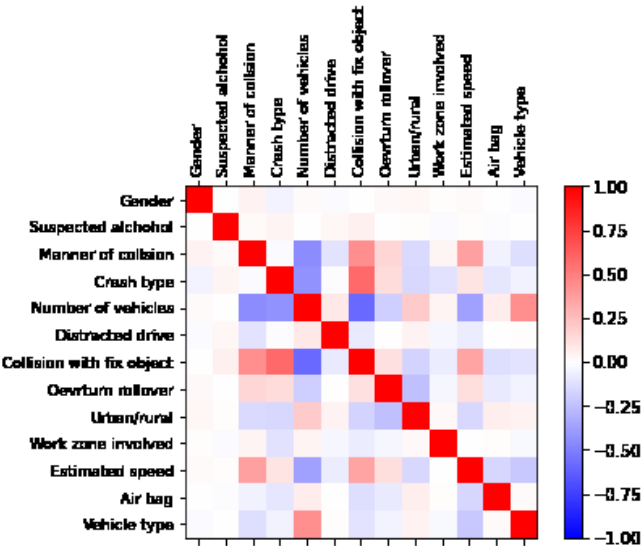 Gender
Suspected alchohol
Manner of collsion
Crash type
Number of vehicles
Distracted drive
Collision with fix object
Oevrturn rollover
Urban/rural
Work zone involved
Estimated speed
Air bag
Vehicle type
Gender
Suspected alchohol
Manner of collsion
Crash type
Number of vehicles
Distracted drive
Collision with fix object
Oevrturn rollover
Urban/rural
Work zone involved
Estimated speed
Air bag
Vehicle type
1.00
0.75
0.50
0.25
0.00
−0.25
−0.50
−0.75
−1.00